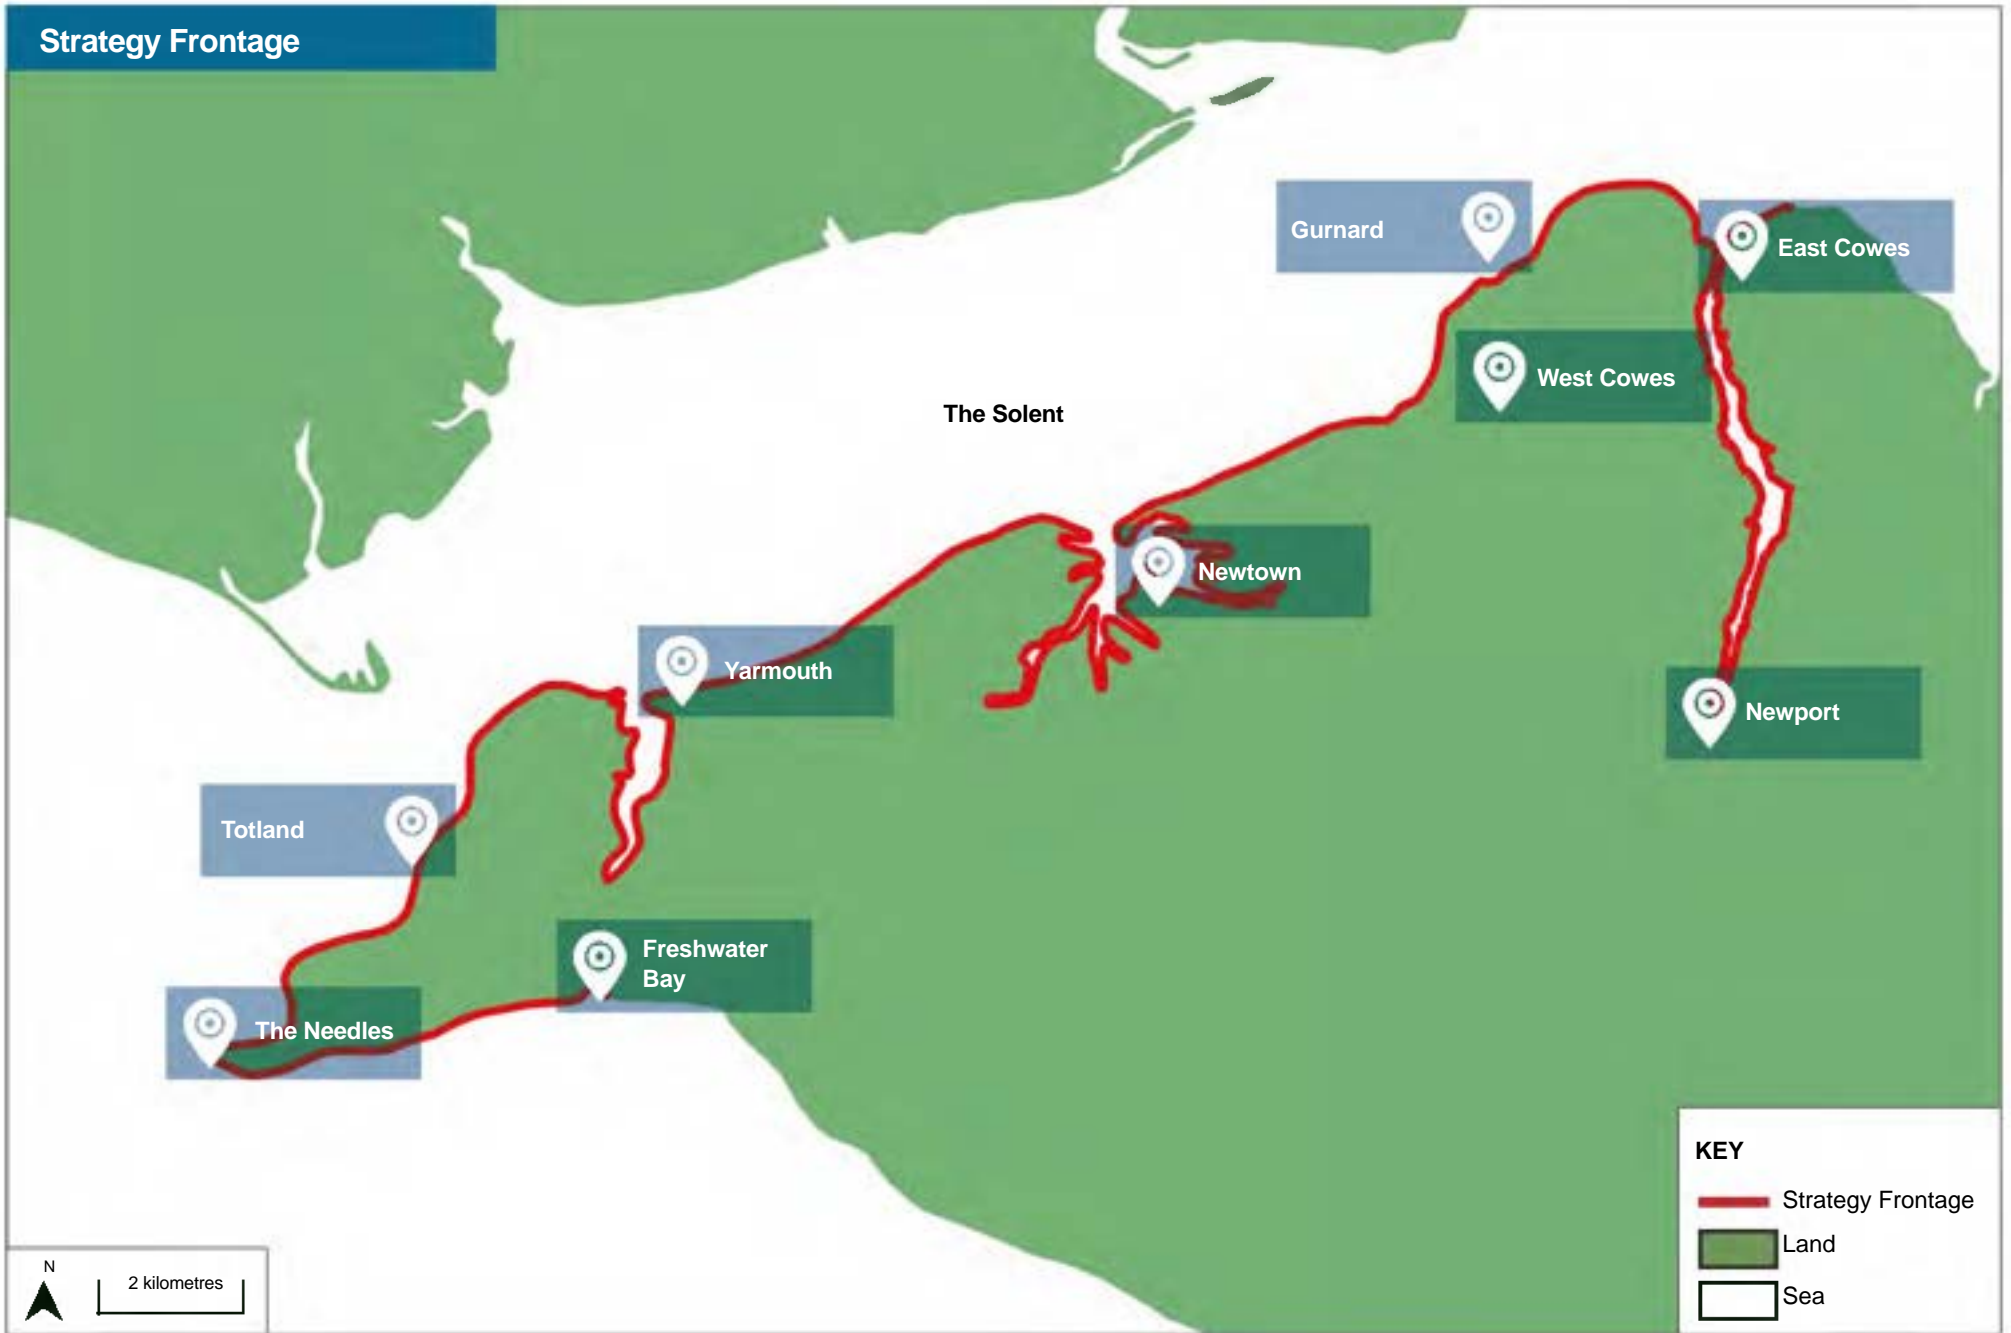 Strategy Frontage
Gurnard
East Cowes
West Cowes
The Solent
Newtown
Yarmouth
Newport
Totland
Freshwater
Bay
The Needles
KEY
Strategy Frontage
Land
Sea
N
2 kilometres